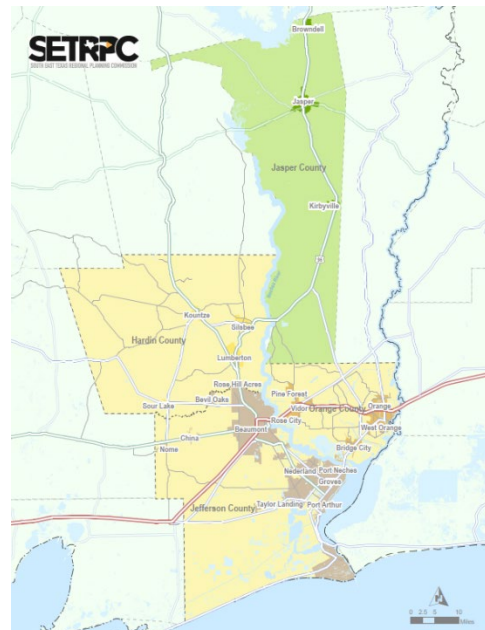 SETRPC
SOUTH EAST TEXAS REGIONAL PLANNING COMMISSION
Browndell
Jasper
Jasper County
Kirbyville
Kountze
Silsbee
Hardin County
Lumberton
Rose Hill Acres
Pine Forest
Bevil Oaks
Sour Lake
Vidor
Orange County
Orange
Rose City
West Orange
Beaumont
China
Bridge City
Nome
Nederland
Port Neches
Groves
Taylor Landing
Port Arthur
Jefferson County
0 2.5 5 10
Miles